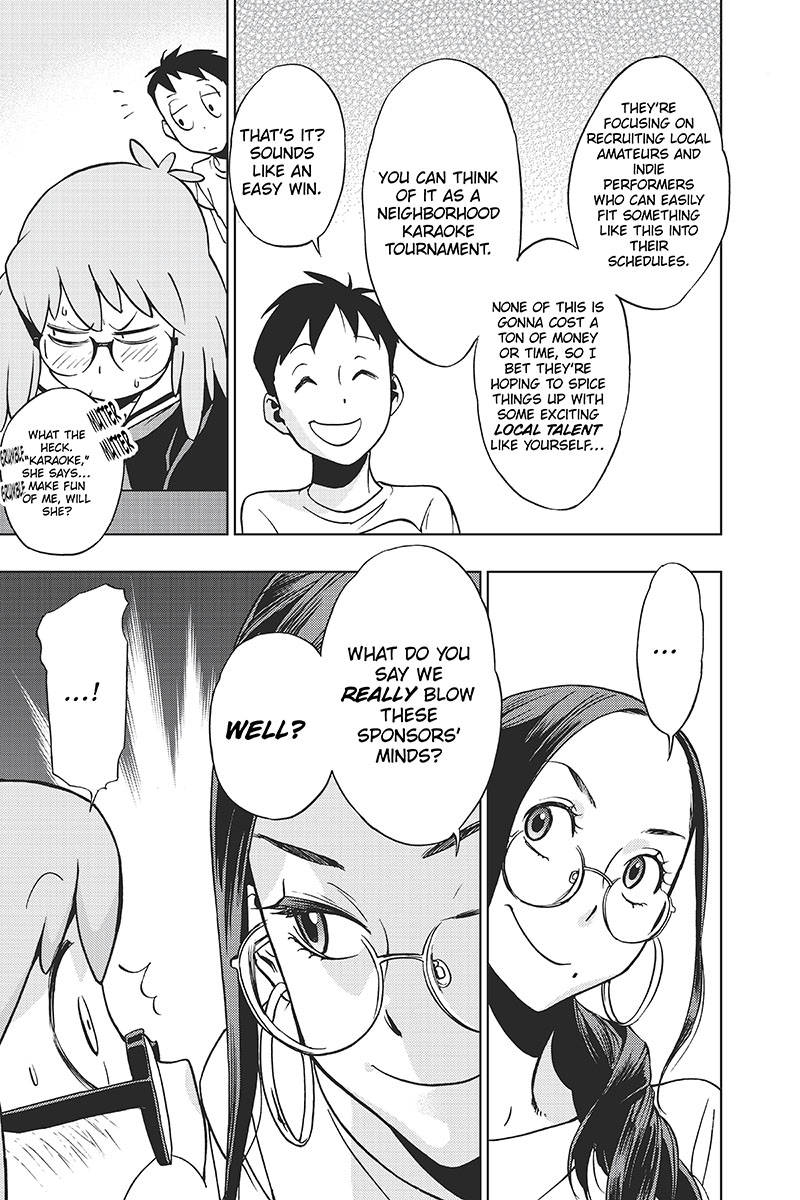 THEY'RE
FOCUSING ON
RECRUITING LOCAL
AMATEURS AND
INDIE
PERFORMERS
WHO CAN EASILY
FIT SOMETHING
LIKE THIS INTO
THEIR
SCHEDULES.
NONE OF THIS IS
GONNA COST A
TON OF MONEY
OR TIME, SO I
BET THEY'RE
HOPING TO SPICE
THINGS UP WITH
SOME EXCITING
LOCAL TALENT
LIKE YOURSELF...
YOU CAN THINK
OF IT AS A
NEIGHBORHOOD
KARAOKE
TOURNAMENT.
THAT'S IT?
SOUNDS
LIKE AN
EASY WIN.
MUTTER
MUTTER
WHAT THE
HECK.
"KARAOKE,"
SHE SAYS...
MAKE FUN
OF ME, WILL
SHE?
GRUMBLE
GRUMBLE
...
WHAT DO YOU
SAY WE
REALLY BLOW
THESE
SPONSORS'
MINDS?
WELL?
...!